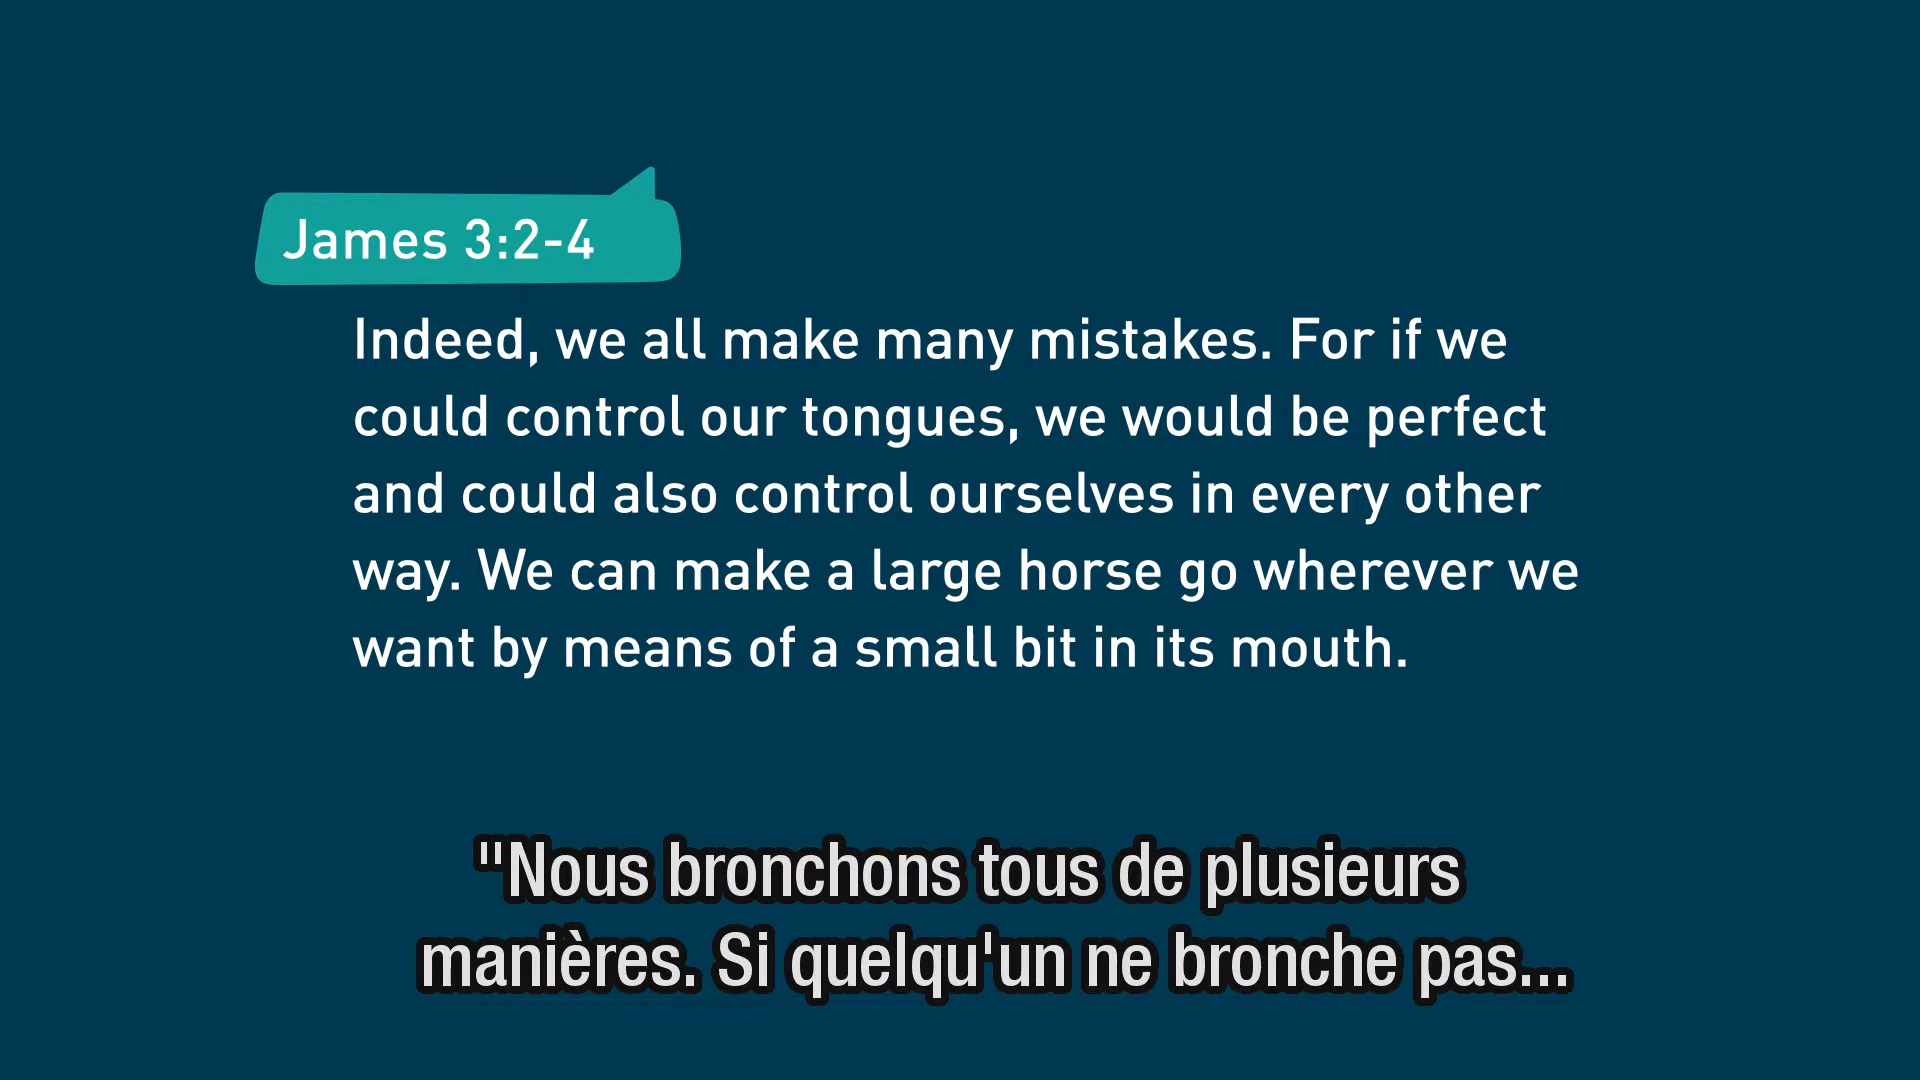 James 3:2-4
Indeed, we all make many mistakes. For if we
could control our tongues, we would be perfect
and could also control ourselves in every other
way. We can make a large horse go wherever we
want by means of a small bit in its mouth.
"Nous bronchons tous de plusieurs
manières. Si quelqu'un ne bronche pas...